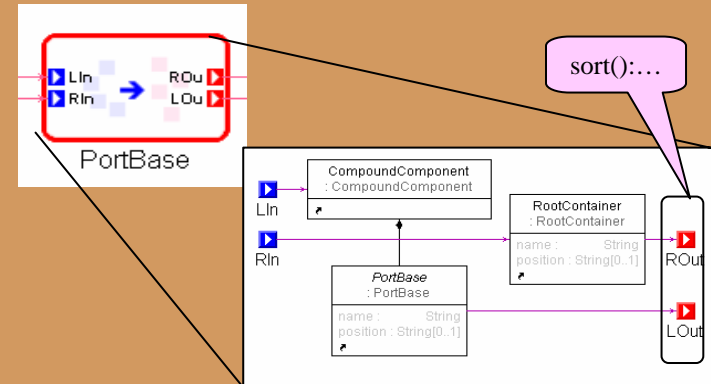 LIn ROu
RIn LOu
PortBase
sort():…
CompoundComponent
: CompoundComponent
LIn
RIn
RootContainer
: RootContainer
name : String
position : String[0..1]
ROut
PortBase
: PortBase
name : String
position : String[0..1]
LOut